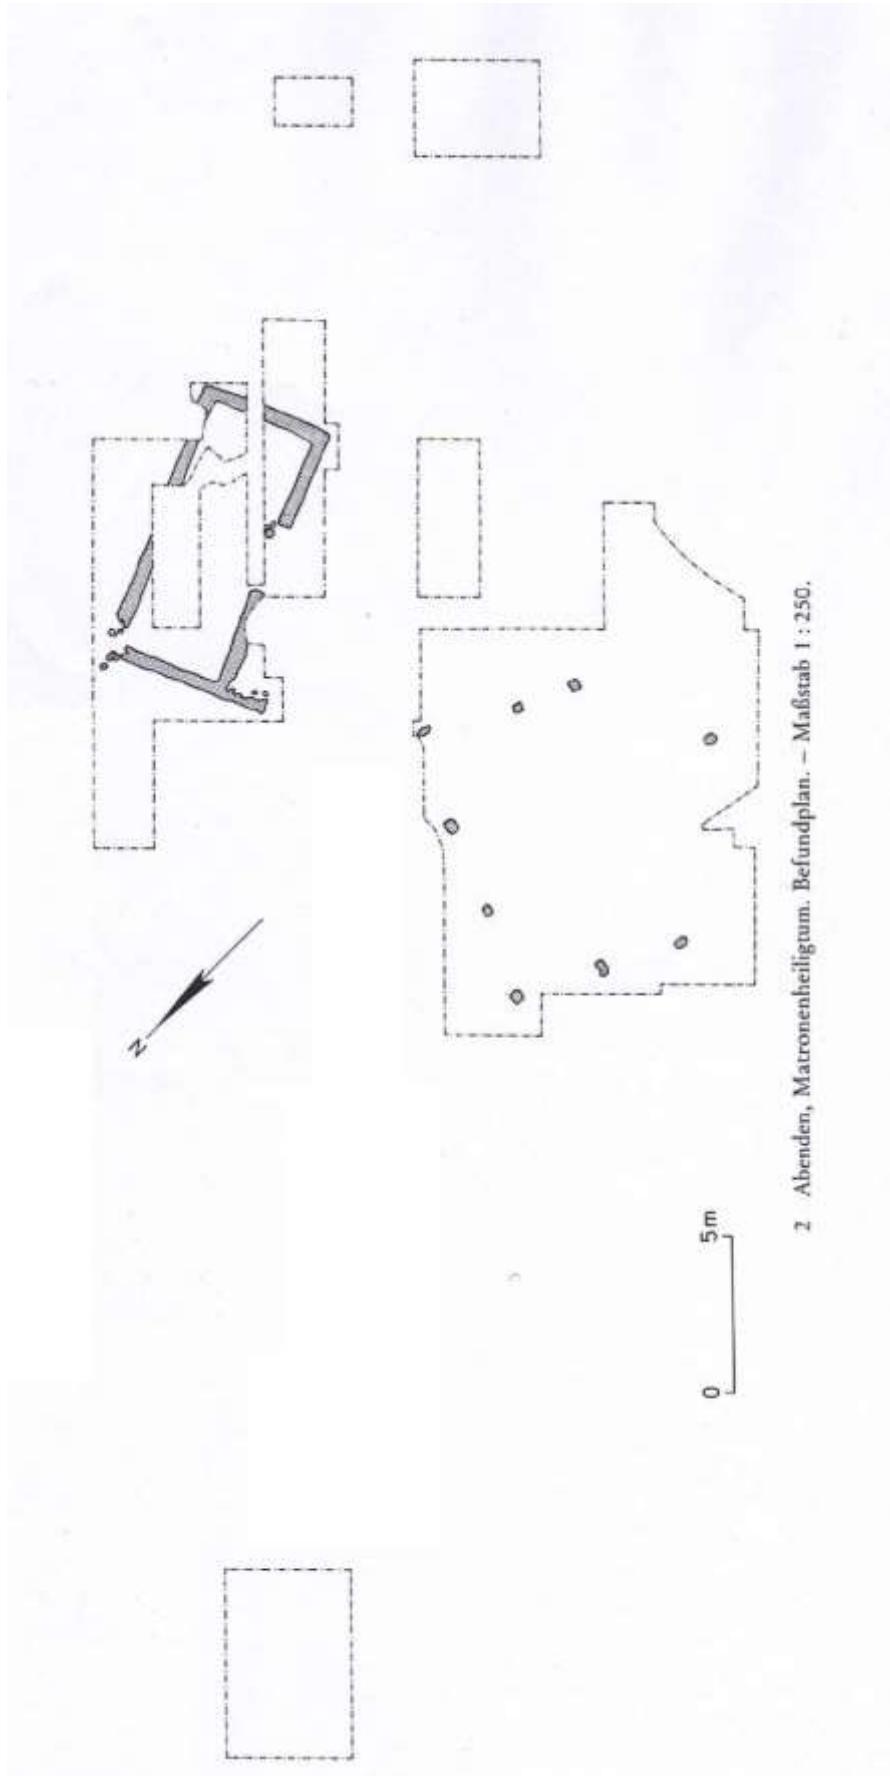 N
0 5m
2 Abenden, Matronenheiligtum. Befundplan. – Maßstab 1 : 250.